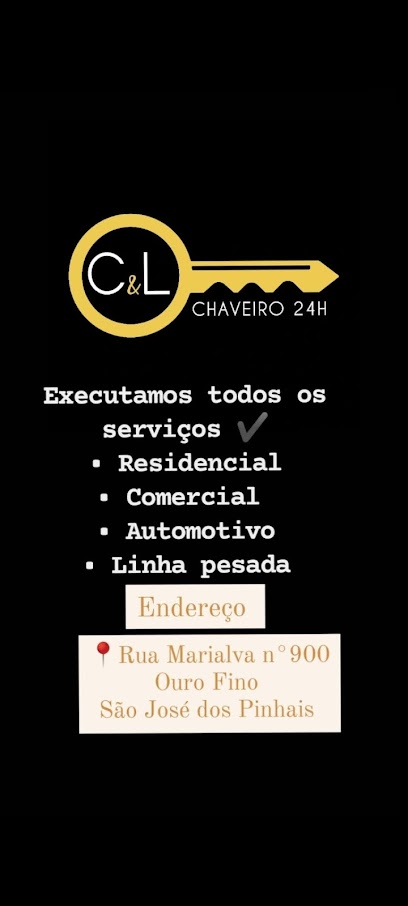 C&L
CHAVEIRO 24H
Executamos todos os
serviços ✔
• Residencial
• Comercial
• Automotivo
• Linha pesada
Endereço
📍Rua Marialva n°900
Ouro Fino
São José dos Pinhais